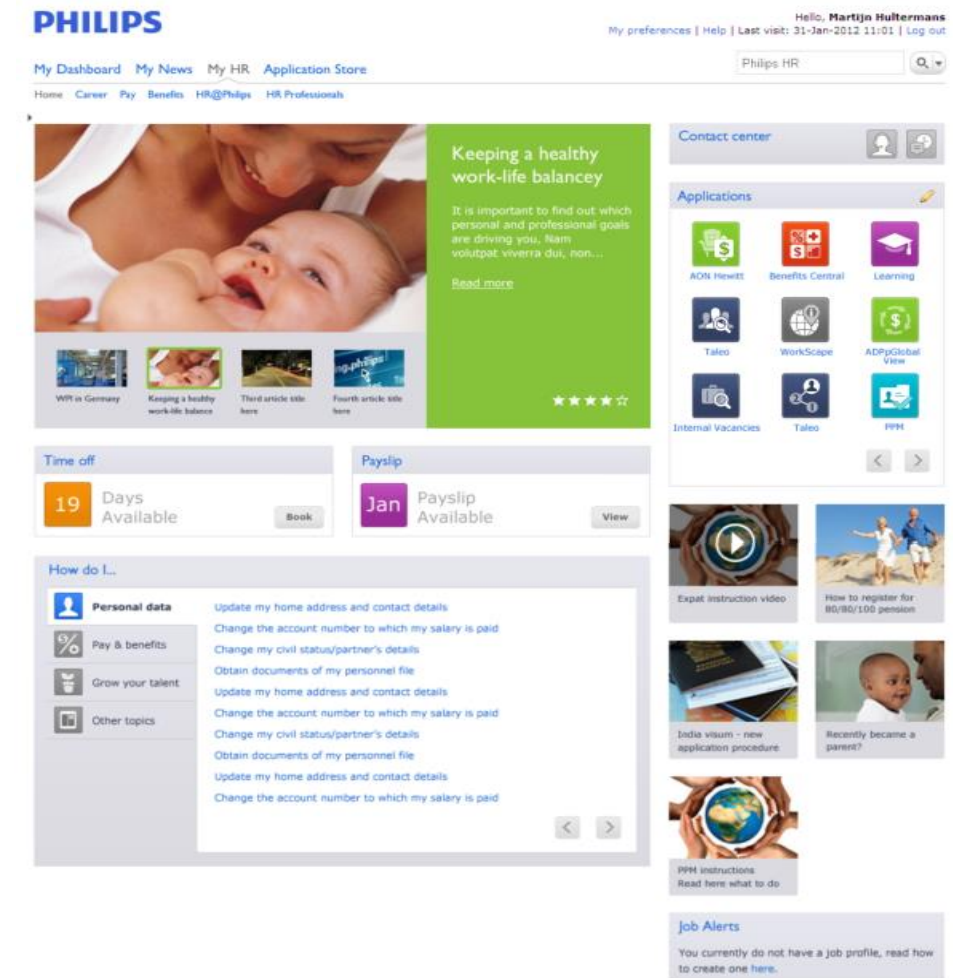 PHILIPS
Hello, Martijn Hultermans
My preferences | Help | Last visit: 31-Jan-2012 11:01 | Log out
My Dashboard My News My HR Application Store
Philips HR
Home Career Pay Benefits HR@Philips HR Professionals
Keeping a healthy
work-life balancey
It is important to find out which
personal and professional goals
are driving you, Nam
volutpat viverra dui, non...
Read more
WPI in Germany
Keeping a healthy
work-life balance
Third article title
here
ng.philips
Fourth article title
here
Contact center
Applications
AON Hewitt
Benefits Central
Learning
Taleo
WorkScape
ADPpGlobal
View
Internal Vacancies
Taleo
PPM
Time off
19
Days
Available
Book
Payslip
Jan
Payslip
Available
View
How do I...
Personal data
Pay & benefits
Grow your talent
Other topics
Update my home address and contact details
Change the account number to which my salary is paid
Change my civil status/partner's details
Obtain documents of my personnel file
Update my home address and contact details
Change the account number to which my salary is paid
Change my civil status/partner's details
Obtain documents of my personnel file
Update my home address and contact details
Change the account number to which my salary is paid
Expat instruction video
How to register for
80/80/100 pension
India visum - new
application procedure
Recently became a
parent?
PPM instructions
Read here what to do
Job Alerts
You currently do not have a job profile, read how
to create one here.